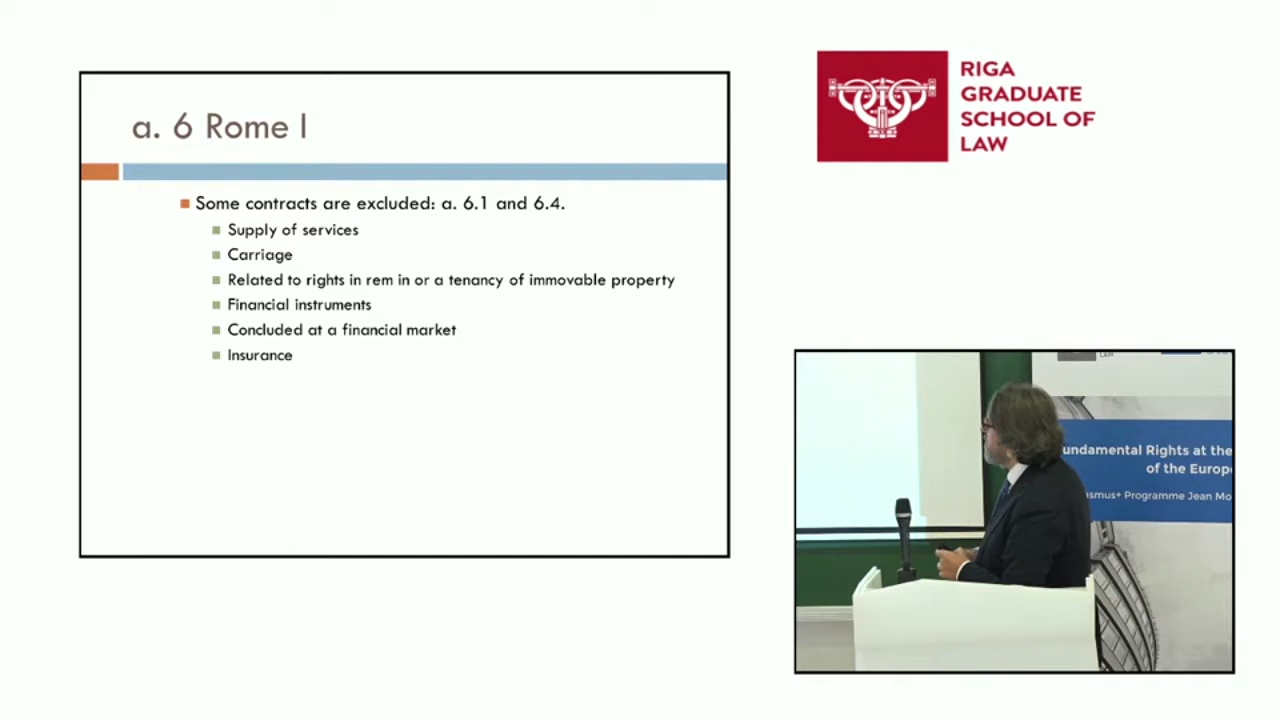 a. 6 Rome I
Some contracts are excluded: a. 6.1 and 6.4.
Supply of services
Carriage
Related to rights in rem in or a tenancy of immovable property
Financial instruments
Concluded at a financial market
Insurance
RIGA
GRADUATE
SCHOOL OF
LAW
LAW
undamental Rights at the
of the Europe
smus+ Programme Jean Mo